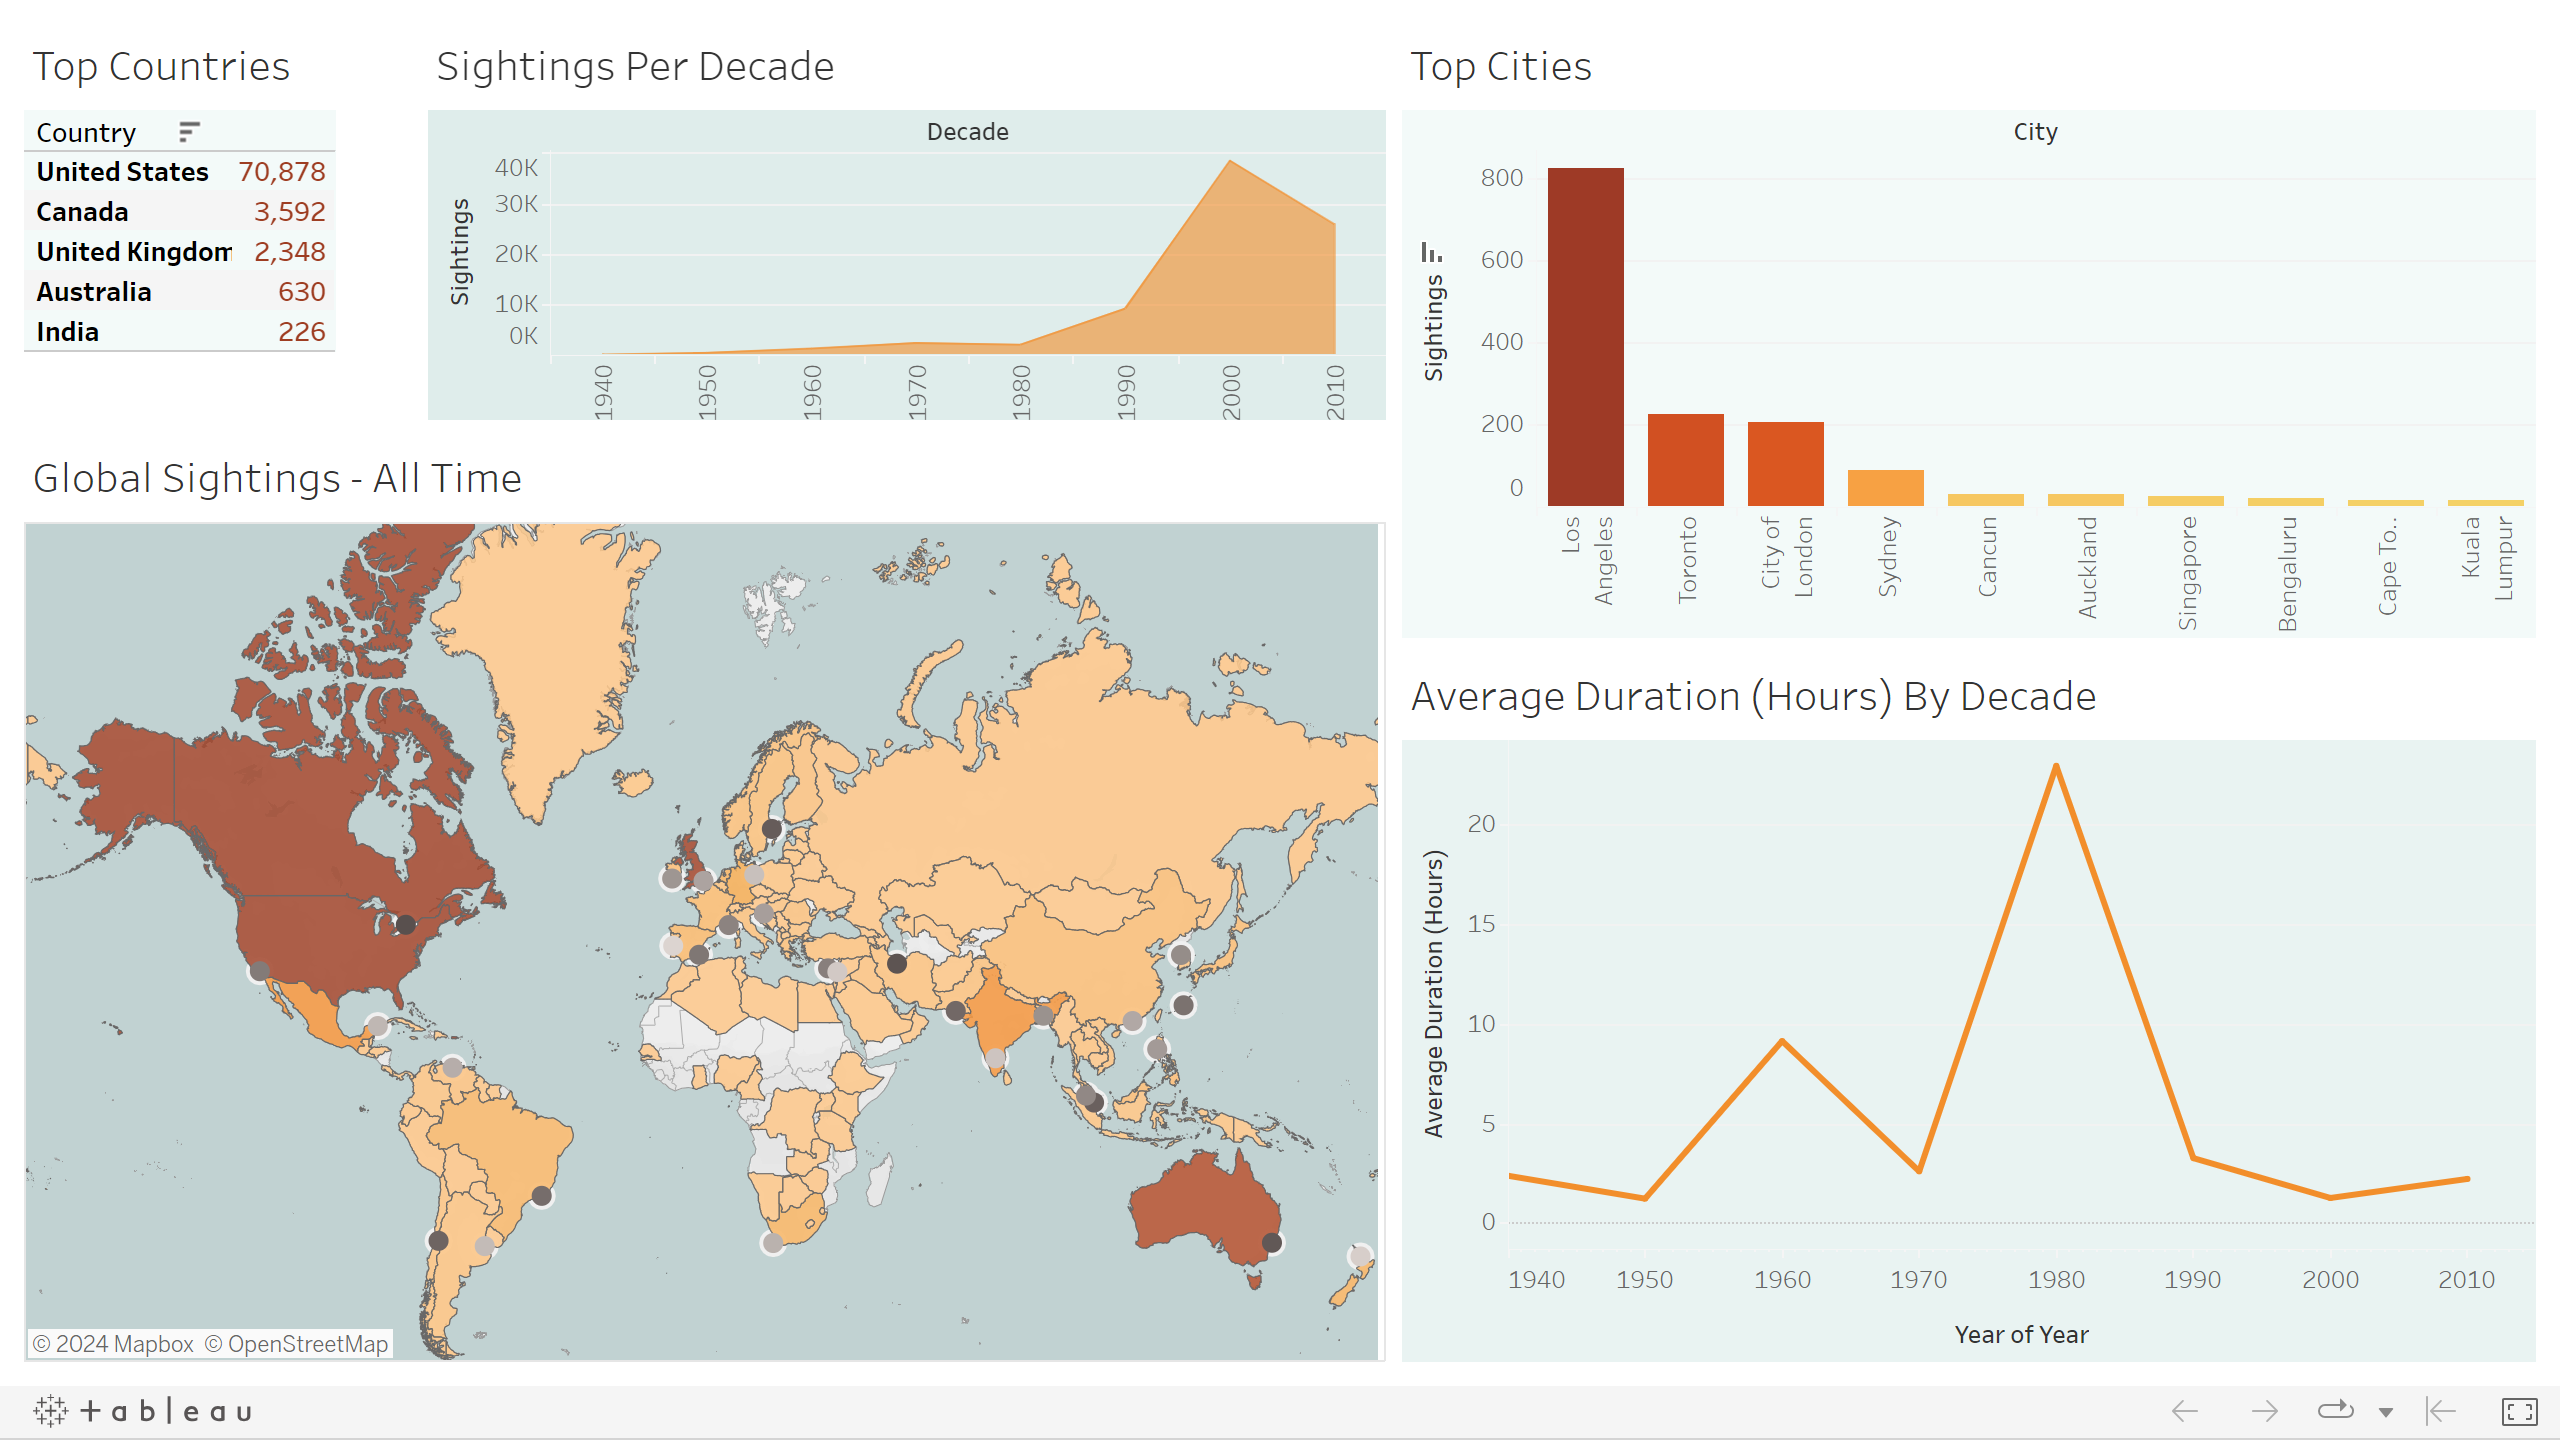 Top Countries
Country
United States 70,878
Canada 3,592
United Kingdom 2,348
Australia 630
India 226
Sightings Per Decade
Decade
Sightings
40K
30K
20K
10K
0K
1940 1950 1960 1970 1980 1990 2000 2010
Top Cities
City
Sightings
800
600
400
200
0
Los Angeles
Toronto
City of London
Sydney
Cancun
Auckland
Singapore
Bengaluru
Cape To..
Kuala Lumpur
Global Sightings - All Time
© 2024 Mapbox © OpenStreetMap
Average Duration (Hours) By Decade
Average Duration (Hours)
20
15
10
5
0
1940 1950 1960 1970 1980 1990 2000 2010
Year of Year
+ a b l e a u